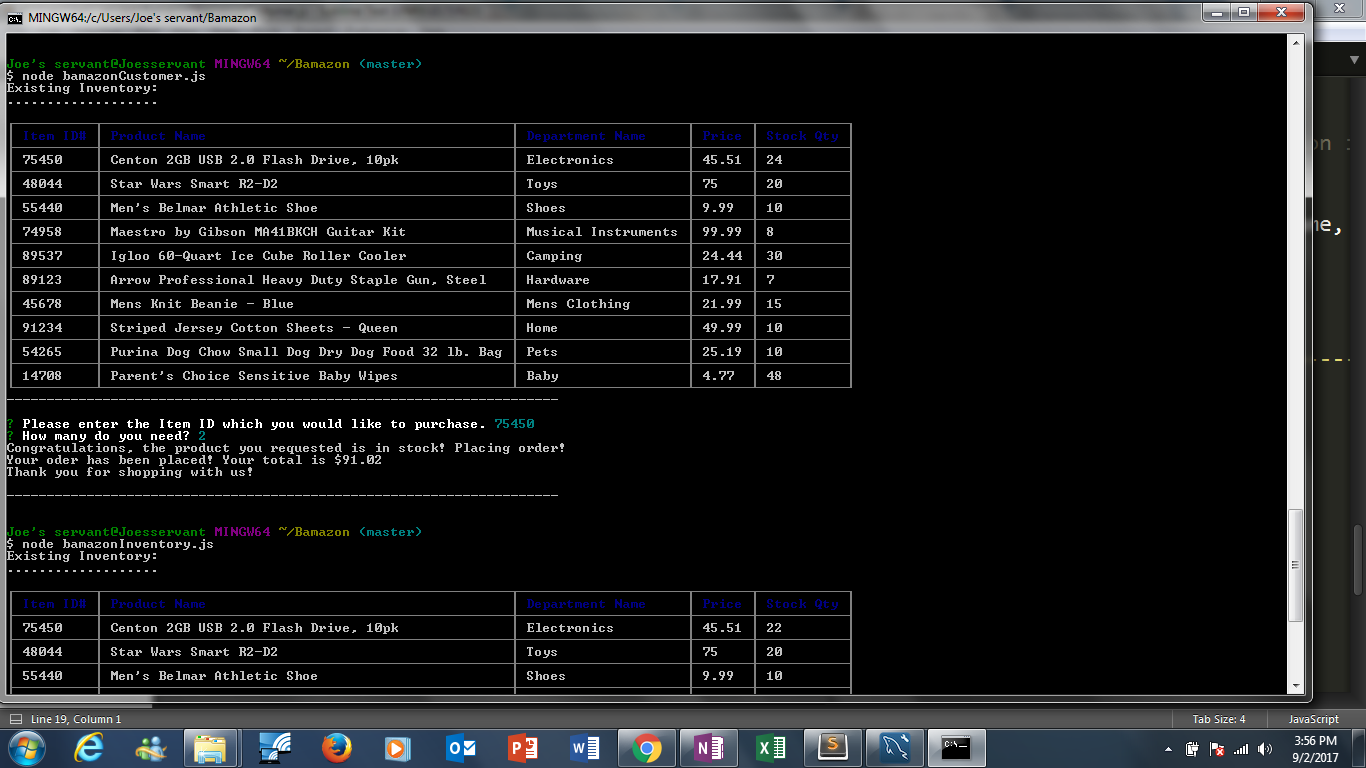 MINGW64:/c/Users/Joe's servant/Bamazon
Joe's servant@Joesservant MINGW64 ~/Bamazon (master)
$ node bamazonCustomer.js
Existing Inventory:
-------------------
Item ID# Product Name Department Name Price Stock Qty
75450 Centon 2GB USB 2.0 Flash Drive, 10pk Electronics 45.51 24
48044 Star Wars Smart R2-D2 Toys 75 20
55440 Men's Belmar Athletic Shoe Shoes 9.99 10
74958 Maestro by Gibson MA41BKCH Guitar Kit Musical Instruments 99.99 8
89537 Igloo 60-Quart Ice Cube Roller Cooler Camping 24.44 30
89123 Arrow Professional Heavy Duty Staple Gun, Steel Hardware 17.91 7
45678 Mens Knit Beanie - Blue Mens Clothing 21.99 15
91234 Striped Jersey Cotton Sheets - Queen Home 49.99 10
54265 Purina Dog Chow Small Dog Dry Dog Food 32 lb. Bag Pets 25.19 10
14708 Parent's Choice Sensitive Baby Wipes Baby 4.77 48
---------------------------------------------------------------------
? Please enter the Item ID which you would like to purchase. 75450
? How many do you need? 2
Congratulations, the product you requested is in stock! Placing order!
Your oder has been placed! Your total is $91.02
Thank you for shopping with us!
---------------------------------------------------------------------
Joe's servant@Joesservant MINGW64 ~/Bamazon (master)
$ node bamazonInventory.js
Existing Inventory:
-------------------
Item ID# Product Name Department Name Price Stock Qty
75450 Centon 2GB USB 2.0 Flash Drive, 10pk Electronics 45.51 22
48044 Star Wars Smart R2-D2 Toys 75 20
55440 Men's Belmar Athletic Shoe Shoes 9.99 10
Line 19, Column 1 Tab Size: 4 JavaScript
3:56 PM
9/2/2017